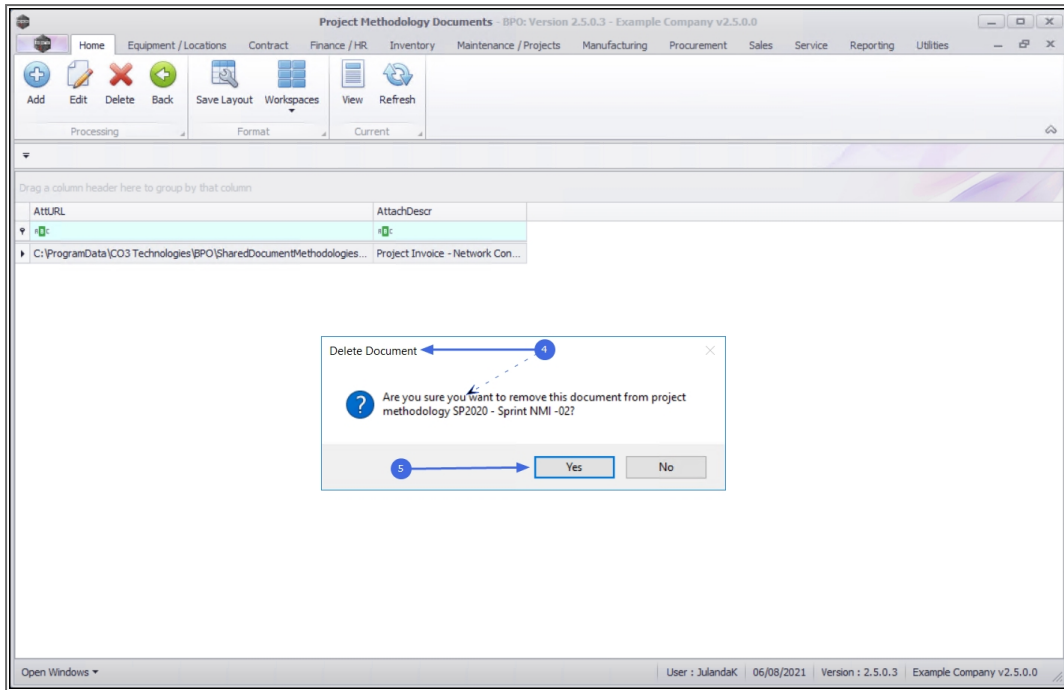 Project Methodology Documents - BPO: Version 2.5.0.3 - Example Company v2.5.0.0
Home Equipment / Locations Contract Finance / HR Inventory Maintenance / Projects Manufacturing Procurement Sales Service Reporting Utilities
Add Edit Delete Back Save Layout Workspaces View Refresh
Processing Format Current
Drag a column header here to group by that column
AttURL AttachDescr
C:\ProgramData\CO3 Technologies\BPO\SharedDocumentMethodologies... Project Invoice - Network Con...
Delete Document 4
Are you sure you want to remove this document from project
methodology SP2020 - Sprint NMI -02?
5 Yes No
Open Windows User : JulandaK 06/08/2021 Version : 2.5.0.3 Example Company v2.5.0.0